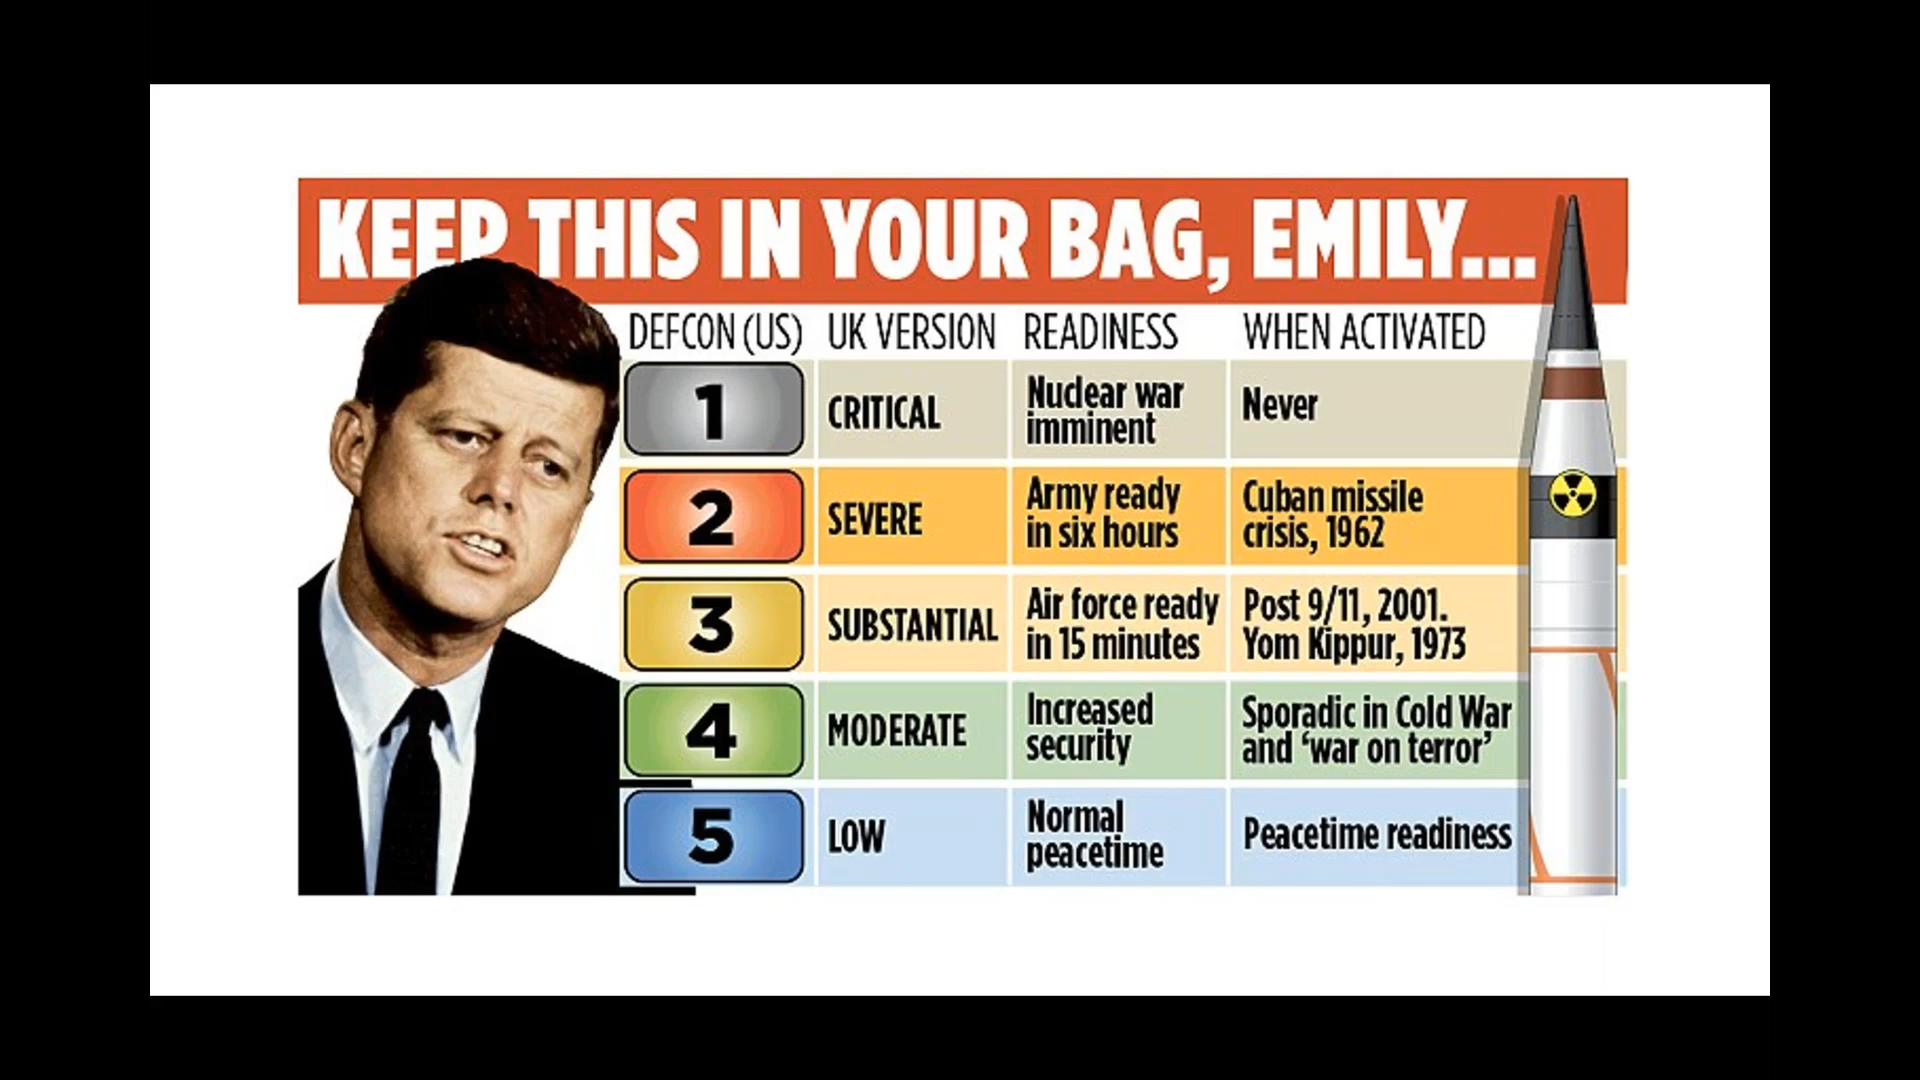 KEEP THIS IN YOUR BAG, EMILY...
DEFCON (US) UK VERSION READINESS WHEN ACTIVATED
1 CRITICAL Nuclear war imminent Never
2 SEVERE Army ready in six hours Cuban missile crisis, 1962
3 SUBSTANTIAL Air force ready in 15 minutes Post 9/11, 2001. Yom Kippur, 1973
4 MODERATE Increased security Sporadic in Cold War and ‘war on terror’
5 LOW Normal peacetime Peacetime readiness